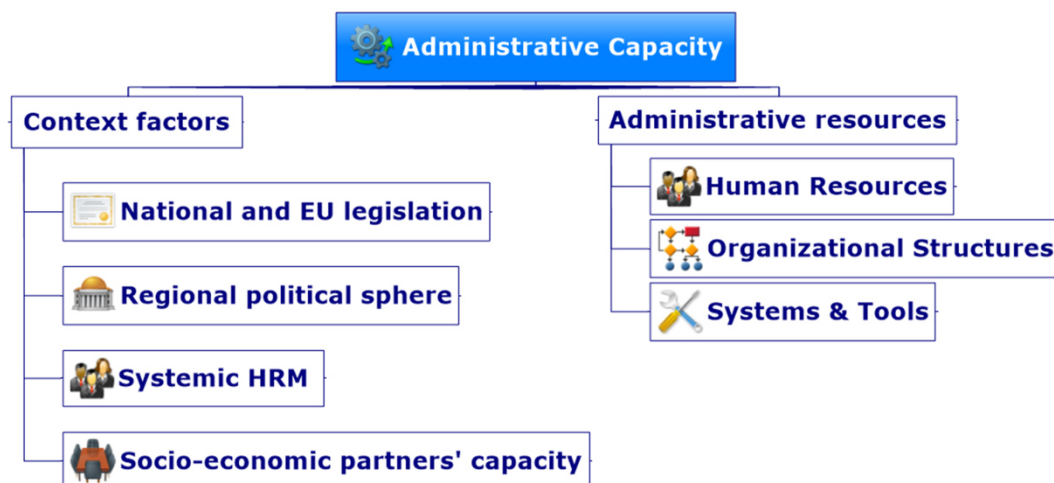 Administrative Capacity
Context factors
National and EU legislation
Regional political sphere
Systemic HRM
Socio-economic partners' capacity
Administrative resources
Human Resources
Organizational Structures
Systems & Tools